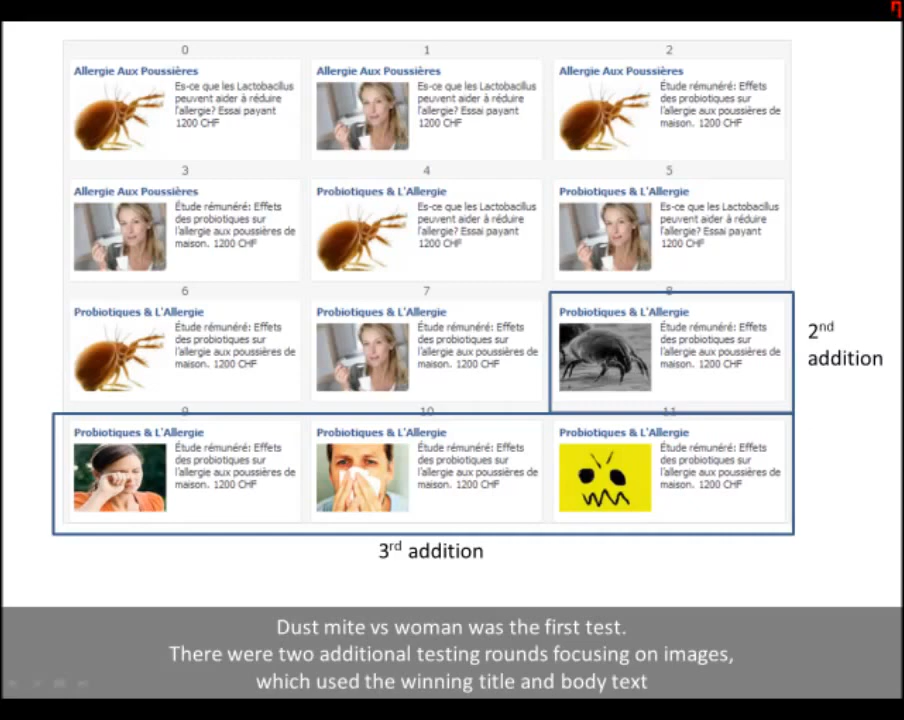 η
0 1 2
Allergie Aux Poussières
Es-ce que les Lactobacillus
peuvent aider à réduire
l'allergie? Essai payant
1200 CHF
Allergie Aux Poussières
Es-ce que les Lactobacillus
peuvent aider à réduire
l'allergie? Essai payant
1200 CHF
Allergie Aux Poussières
Étude rémunéré: Effets
des probiotiques sur
l'allergie aux poussières de
maison. 1200 CHF
3 4 5
Allergie Aux Poussières
Étude rémunéré: Effets
des probiotiques sur
l'allergie aux poussières de
maison. 1200 CHF
Probiotiques & L'Allergie
Es-ce que les Lactobacillus
peuvent aider à réduire
l'allergie? Essai payant
1200 CHF
Probiotiques & L'Allergie
Es-ce que les Lactobacillus
peuvent aider à réduire
l'allergie? Essai payant
1200 CHF
6 7 8
Probiotiques & L'Allergie
Étude rémunéré: Effets
des probiotiques sur
l'allergie aux poussières de
maison. 1200 CHF
Probiotiques & L'Allergie
Étude rémunéré: Effets
des probiotiques sur
l'allergie aux poussières de
maison. 1200 CHF
Probiotiques & L'Allergie
Étude rémunéré: Effets
des probiotiques sur
l'allergie aux poussières de
maison. 1200 CHF
2nd
addition
9 10 11
Probiotiques & L'Allergie
Étude rémunéré: Effets
des probiotiques sur
l'allergie aux poussières de
maison. 1200 CHF
Probiotiques & L'Allergie
Étude rémunéré: Effets
des probiotiques sur
l'allergie aux poussières de
maison. 1200 CHF
Probiotiques & L'Allergie
Étude rémunéré: Effets
des probiotiques sur
l'allergie aux poussières de
maison. 1200 CHF
3rd addition
Dust mite vs woman was the first test.
There were two additional testing rounds focusing on images,
which used the winning title and body text